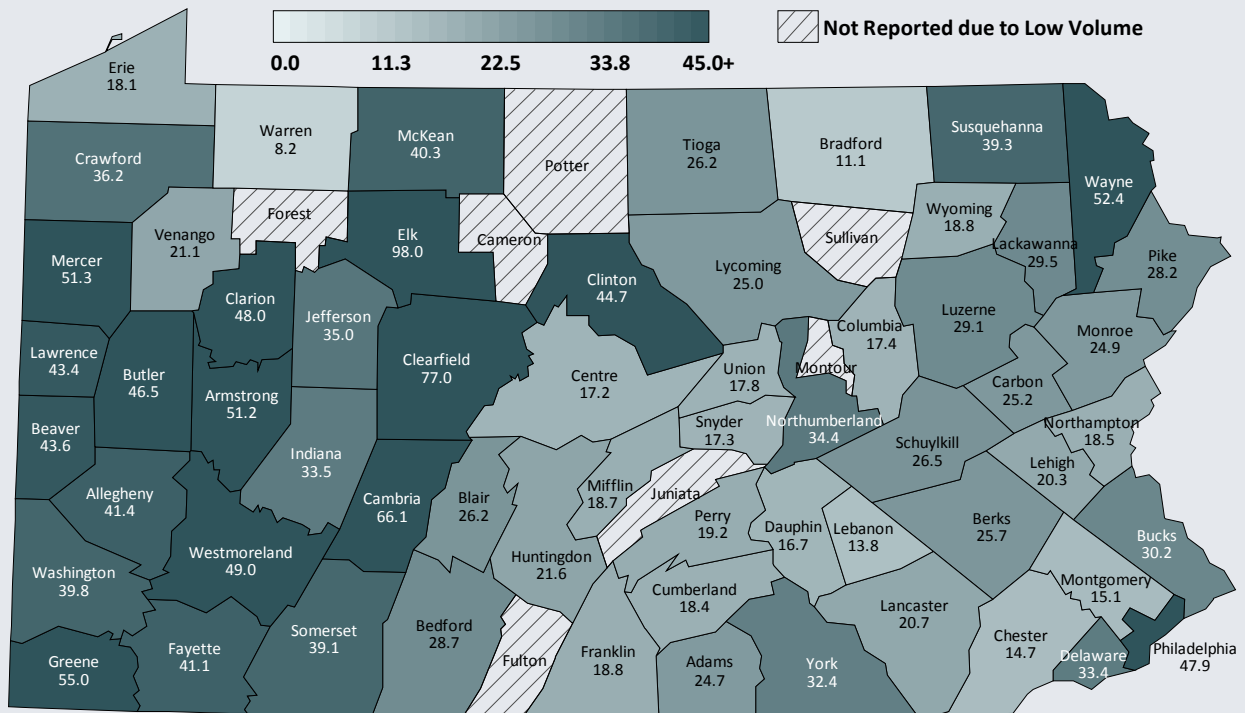 Not Reported due to Low Volume
0.0 11.3 22.5 33.8 45.0+
Erie
18.1
Warren
8.2
McKean
40.3
Potter
Tioga
26.2
Bradford
11.1
Susquehanna
39.3
Wayne
52.4
Crawford
36.2
Forest
Venango
21.1
Elk
98.0
Cameron
Clinton
44.7
Lycoming
25.0
Sullivan
Wyoming
18.8
Lackawanna
29.5
Pike
28.2
Mercer
51.3
Clarion
48.0
Jefferson
35.0
Clearfield
77.0
Centre
17.2
Union
17.8
Montour
Columbia
17.4
Luzerne
29.1
Monroe
24.9
Lawrence
43.4
Butler
46.5
Armstrong
51.2
Carbon
25.2
Snyder
17.3
Northumberland
34.4
Schuylkill
26.5
Northampton
18.5
Lehigh
20.3
Beaver
43.6
Indiana
33.5
Allegheny
41.4
Cambria
66.1
Blair
26.2
Mifflin
18.7
Juniata
Perry
19.2
Dauphin
16.7
Lebanon
13.8
Berks
25.7
Bucks
30.2
Westmoreland
49.0
Huntingdon
21.6
Washington
39.8
Cumberland
18.4
Lancaster
20.7
Montgomery
15.1
Greene
55.0
Fayette
41.1
Somerset
39.1
Bedford
28.7
Fulton
Franklin
18.8
Adams
24.7
York
32.4
Chester
14.7
Delaware
33.4
Philadelphia
47.9